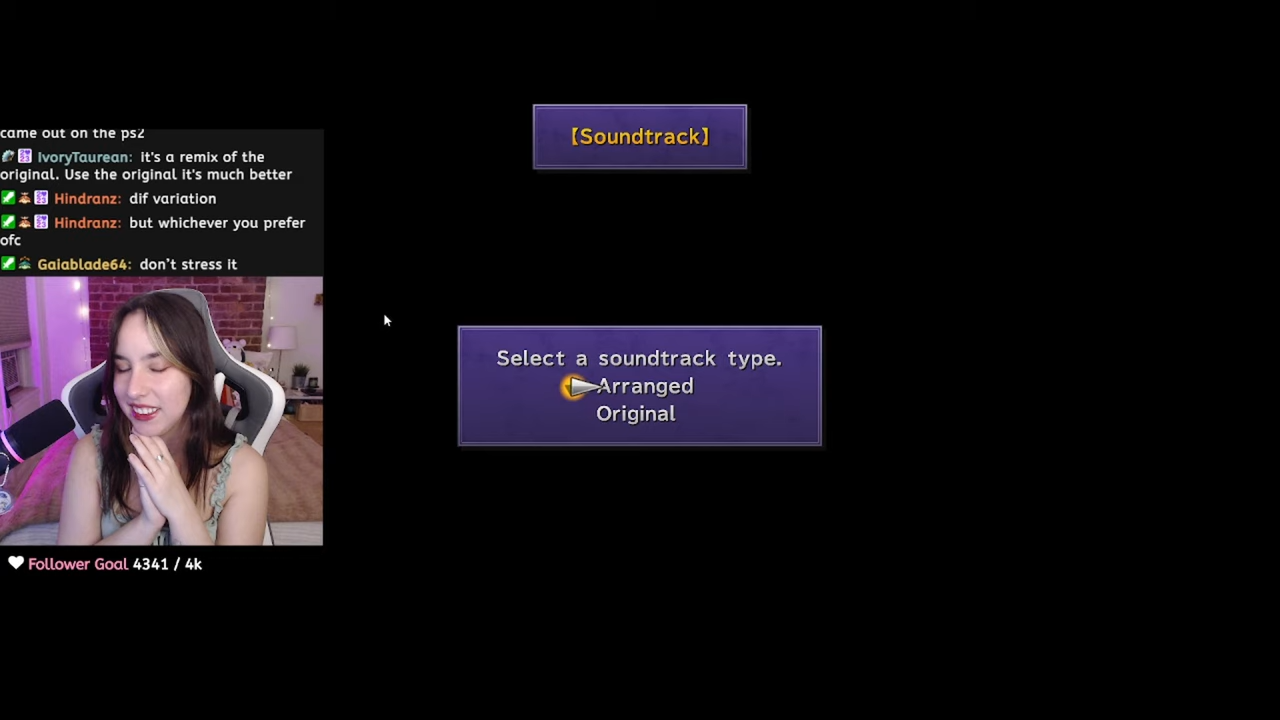 【Soundtrack】
came out on the ps2
IvoryTaurean: it's a remix of the
original. Use the original it's much better
Hindranz: dif variation
Hindranz: but whichever you prefer
ofc
Gaiablade64: don't stress it
Select a soundtrack type.
Arranged
Original
Follower Goal 4341 / 4k